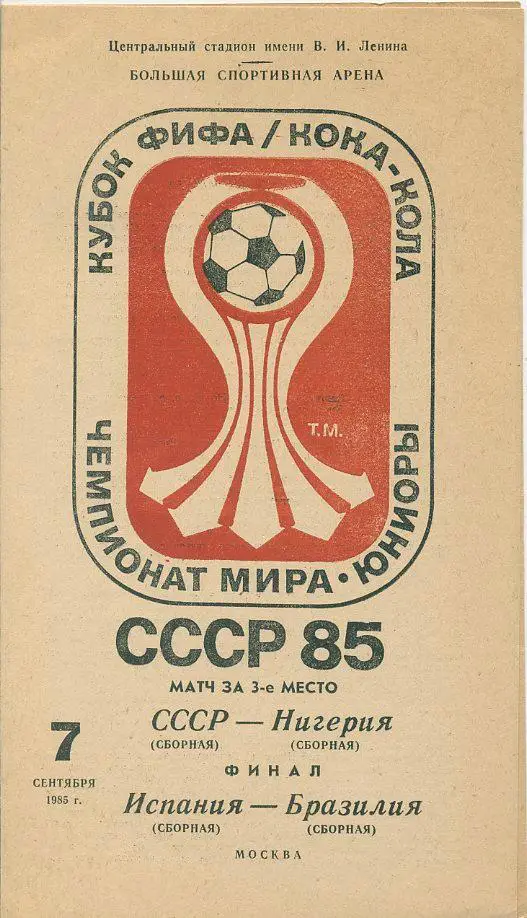 Центральный стадион имени В. И. Ленина
БОЛЬШАЯ СПОРТИВНАЯ АРЕНА
КУБОК ФИФА / КОКА-КОЛА
Т.М.
ЧЕМПИОНАТ МИРА · ЮНИОРЫ
СССР 85
МАТЧ ЗА 3-е МЕСТО
7
СЕНТЯБРЯ
1985 г.
СССР — Нигерия
(СБОРНАЯ) (СБОРНАЯ)
ФИНАЛ
Испания — Бразилия
(СБОРНАЯ) (СБОРНАЯ)
МОСКВА